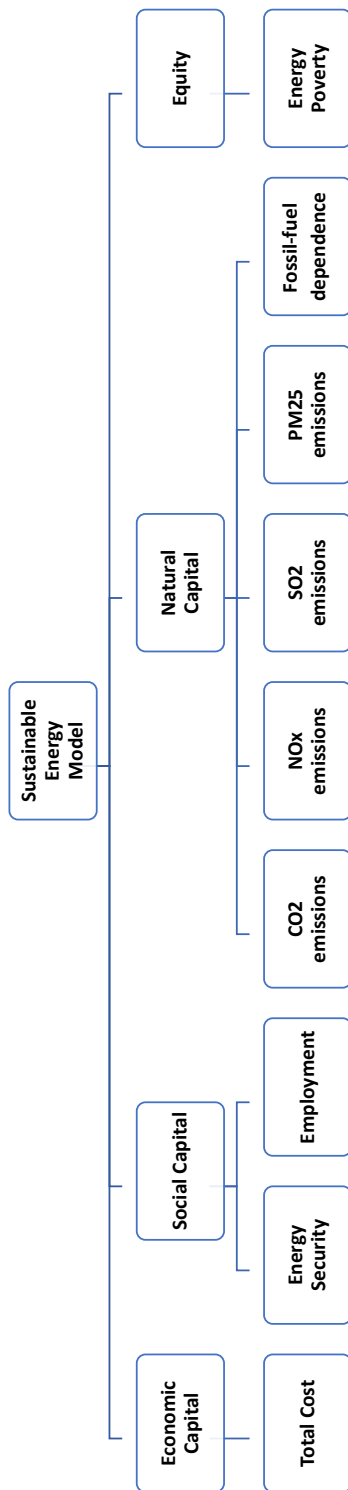 Sustainable
Energy
Model
Economic
Capital
Social Capital
Natural
Capital
Equity
Total Cost
Energy
Security
Employment
CO2
emissions
NOx
emissions
SO2
emissions
PM25
emissions
Fossil-fuel
dependence
Energy
Poverty